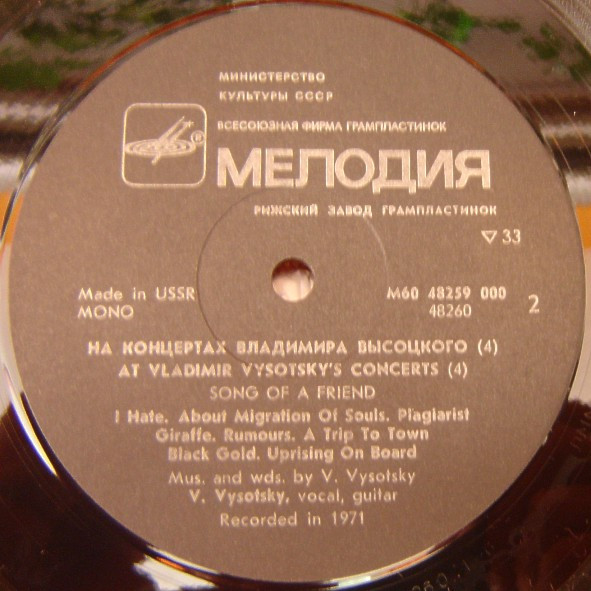 МИНИСТЕРСТВО
КУЛЬТУРЫ СССР
ВСЕСОЮЗНАЯ ФИРМА ГРАМПЛАСТИНОК
®
МЕЛОДИЯ
РИЖСКИЙ ЗАВОД ГРАМПЛАСТИНОК
▽ 33
Made in USSR
MONO
М60 48259 000
48260
2
НА КОНЦЕРТАХ ВЛАДИМИРА ВЫСОЦКОГО (4)
AT VLADIMIR VYSOTSKY'S CONCERTS (4)
SONG OF A FRIEND
I Hate. About Migration Of Souls. Plagiarist
Giraffe. Rumours. A Trip To Town
Black Gold. Uprising On Board
Mus. and wds. by V. Vysotsky
V. Vysotsky, vocal, guitar
Recorded in 1971